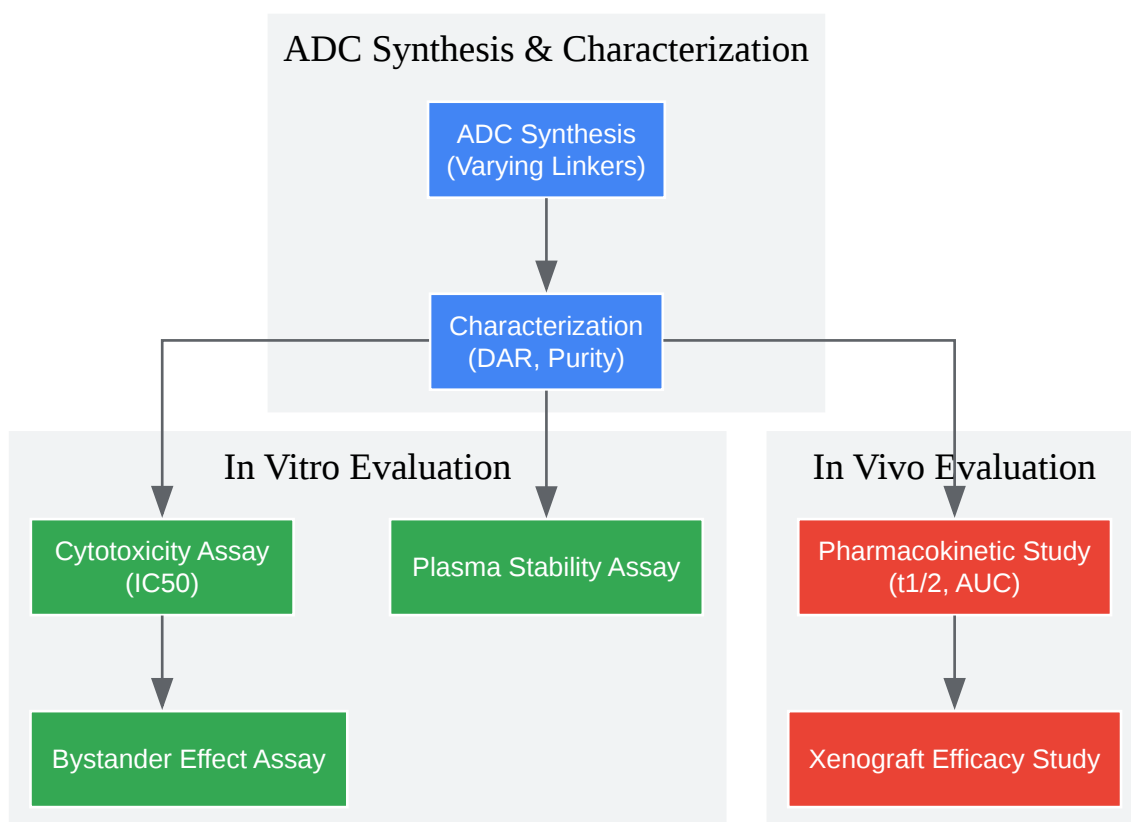 ADC Synthesis & Characterization
ADC Synthesis
(Varying Linkers)
Characterization
(DAR, Purity)
In Vitro Evaluation
Cytotoxicity Assay
(IC50)
Plasma Stability Assay
Bystander Effect Assay
In Vivo Evaluation
Pharmacokinetic Study
(t1/2, AUC)
Xenograft Efficacy Study